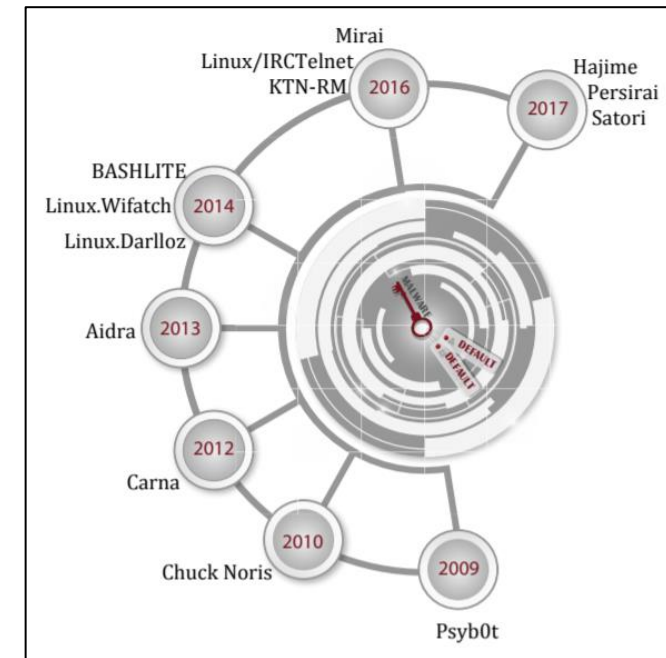 Mirai
Linux/IRCTelnet
KTN-RM
2016
Hajime
Persirai
Satori
2017
BASHLITE
Linux.Wifatch
Linux.Darlloz
2014
Aidra
2013
Carna
2012
Chuck Noris
2010
Psyb0t
2009
MALWARE
DEFAULT
DEFAULT